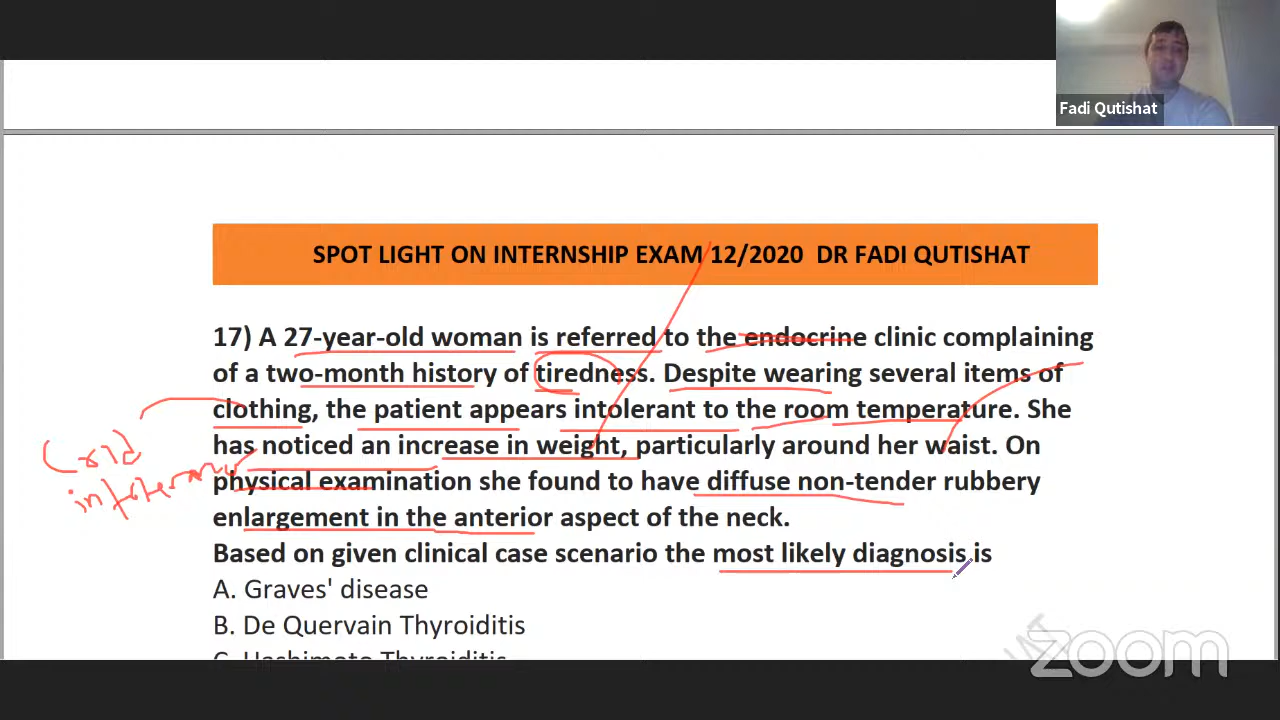 Fadi Qutishat
SPOT LIGHT ON INTERNSHIP EXAM 12/2020 DR FADI QUTISHAT
17) A 27-year-old woman is referred to the endocrine clinic complaining
of a two-month history of tiredness. Despite wearing several items of
clothing, the patient appears intolerant to the room temperature. She
has noticed an increase in weight, particularly around her waist. On
physical examination she found to have diffuse non-tender rubbery
enlargement in the anterior aspect of the neck.
Based on given clinical case scenario the most likely diagnosis is
A. Graves' disease
B. De Quervain Thyroiditis
C. Hashimoto Thyroiditis
Cold
intolerance
zoom